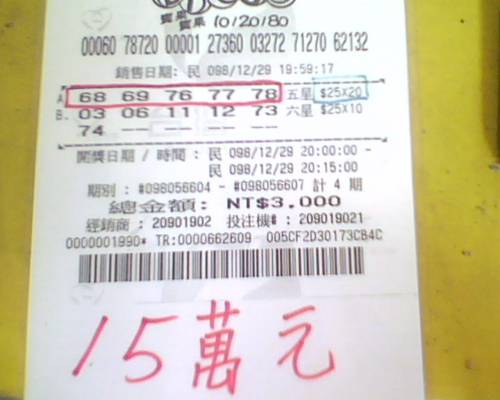 賓果賓果 10/20/80
00060 78720 00001 27360 03272 71270 62132
銷售日期: 民 098/12/29 19:59:17
A. 68 69 76 77 78 五星 $25x20
B. 03 06 11 12 73 六星 $25x10
74 -- -- -- --
開獎日期 / 時間 : 民 098/12/29 20:00:00 -
民 098/12/29 20:15:00
期別 : #098056604 - #098056607 計 4 期
總金額: NT$3,000
經銷商 : 20901902 投注機# : 209019021
0000001990* TR:0000662609 005CF2D30173CB4C
15萬元